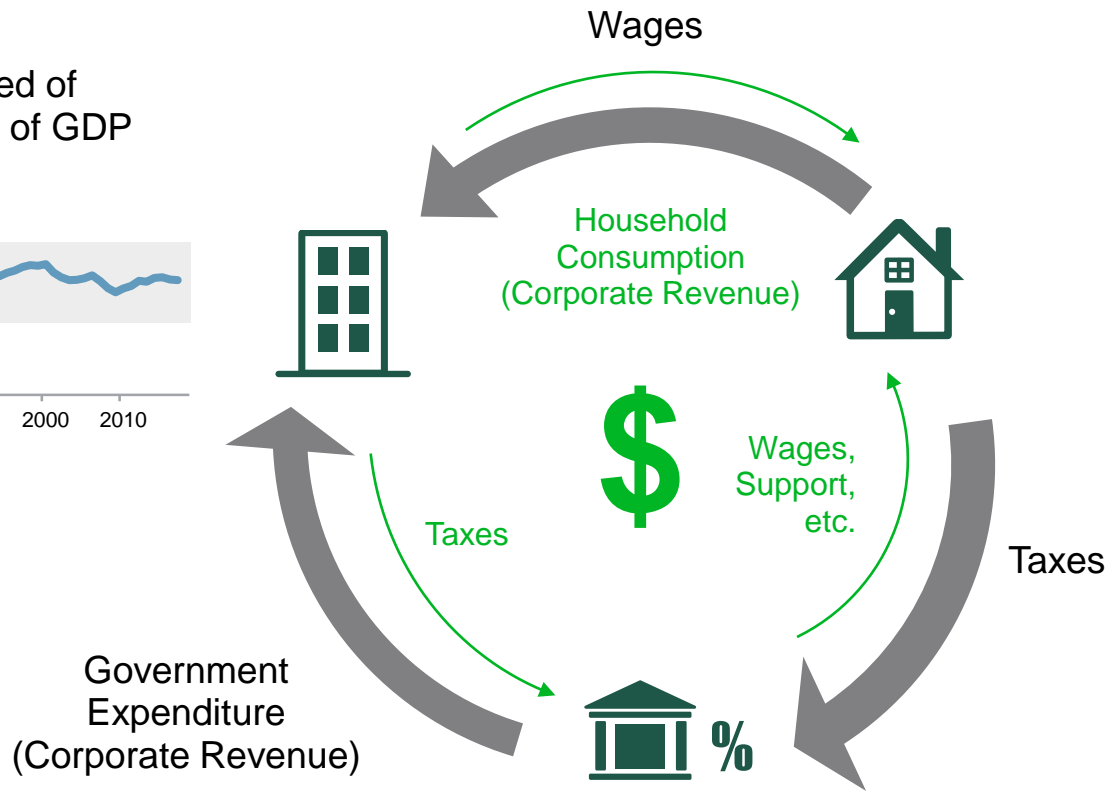 Wages
ed of
of GDP
Household
Consumption
(Corporate Revenue)
2000 2010
$
Wages,
Support,
etc.
Taxes
Taxes
Government
Expenditure
(Corporate Revenue)
%